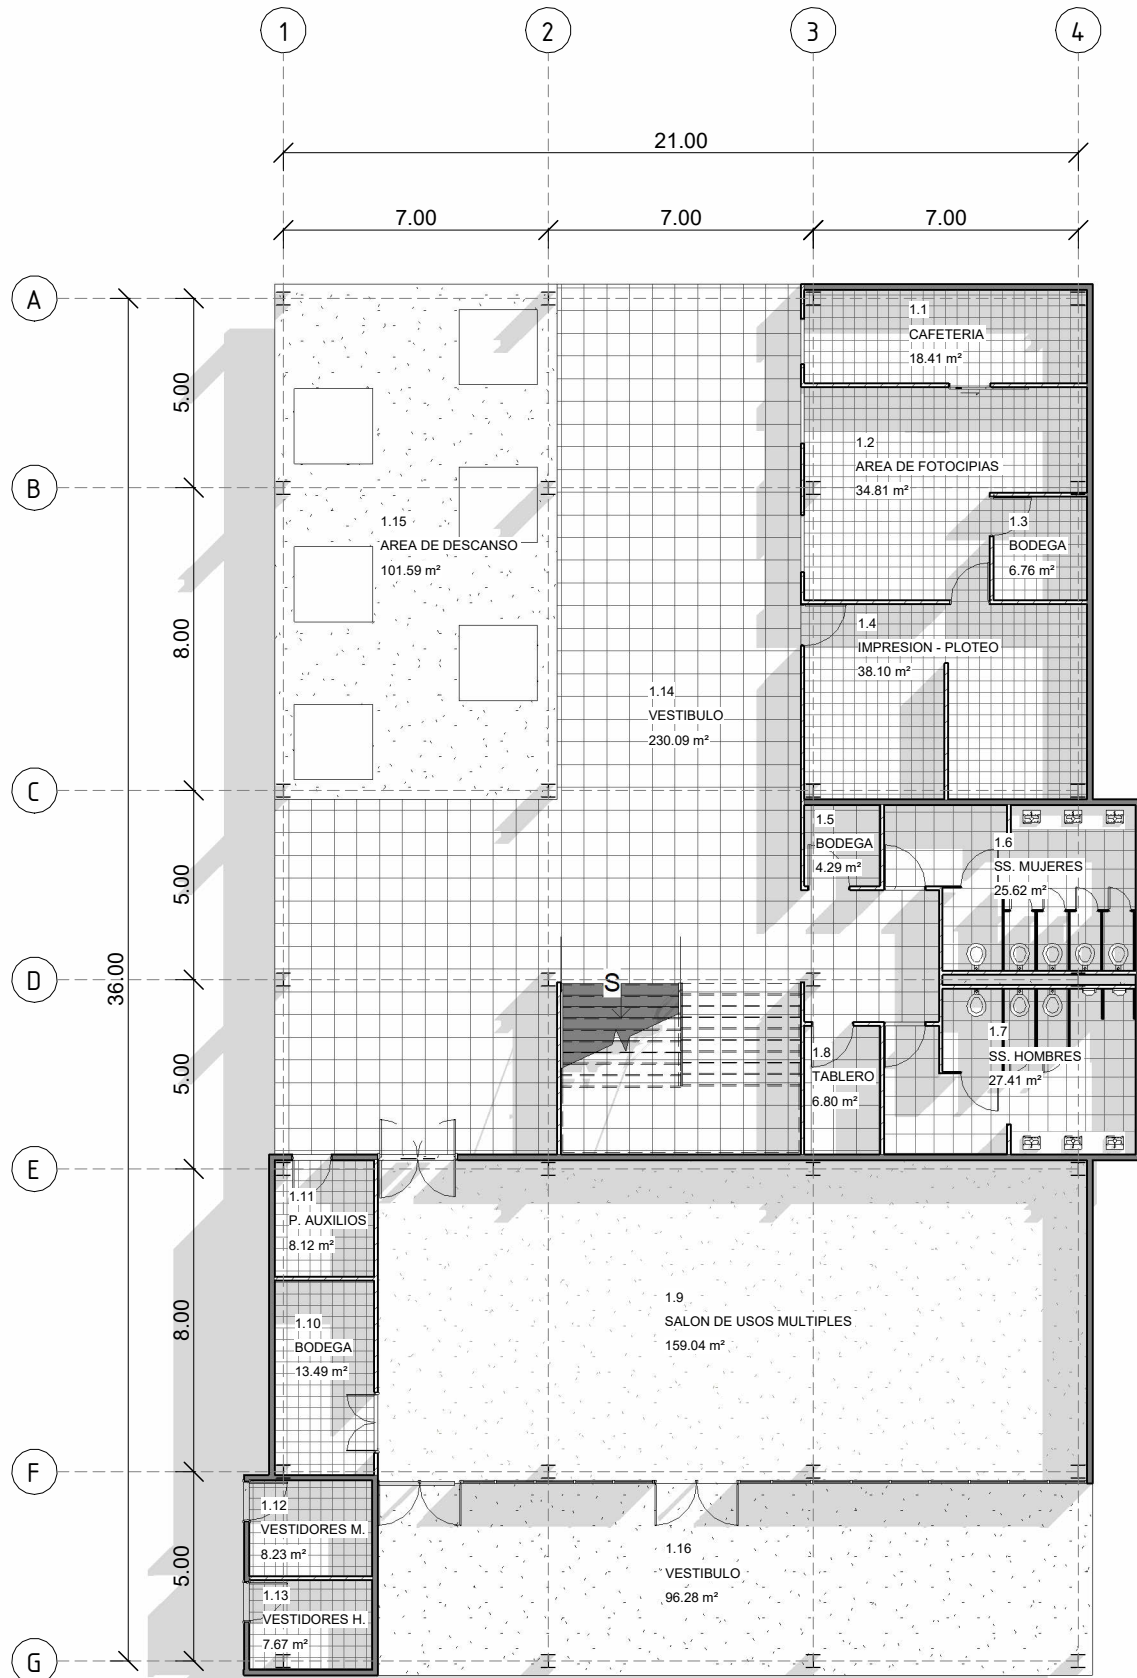 1
2
3
4
21.00
7.00
7.00
7.00
A
B
C
D
E
F
G
36.00
5.00
8.00
5.00
5.00
8.00
5.00
1.1
CAFETERIA
18.41 m²
1.2
AREA DE FOTOCIPIAS
34.81 m²
1.3
BODEGA
6.76 m²
1.15
AREA DE DESCANSO
101.59 m²
1.4
IMPRESION - PLOTEO
38.10 m²
1.14
VESTIBULO
230.09 m²
1.5
BODEGA
4.29 m²
1.6
SS. MUJERES
25.62 m²
S
1.7
SS. HOMBRES
27.41 m²
1.8
TABLERO
6.80 m²
1.11
P. AUXILIOS
8.12 m²
1.9
SALON DE USOS MULTIPLES
159.04 m²
1.10
BODEGA
13.49 m²
1.12
VESTIDORES M.
8.23 m²
1.16
VESTIBULO
96.28 m²
1.13
VESTIDORES H.
7.67 m²